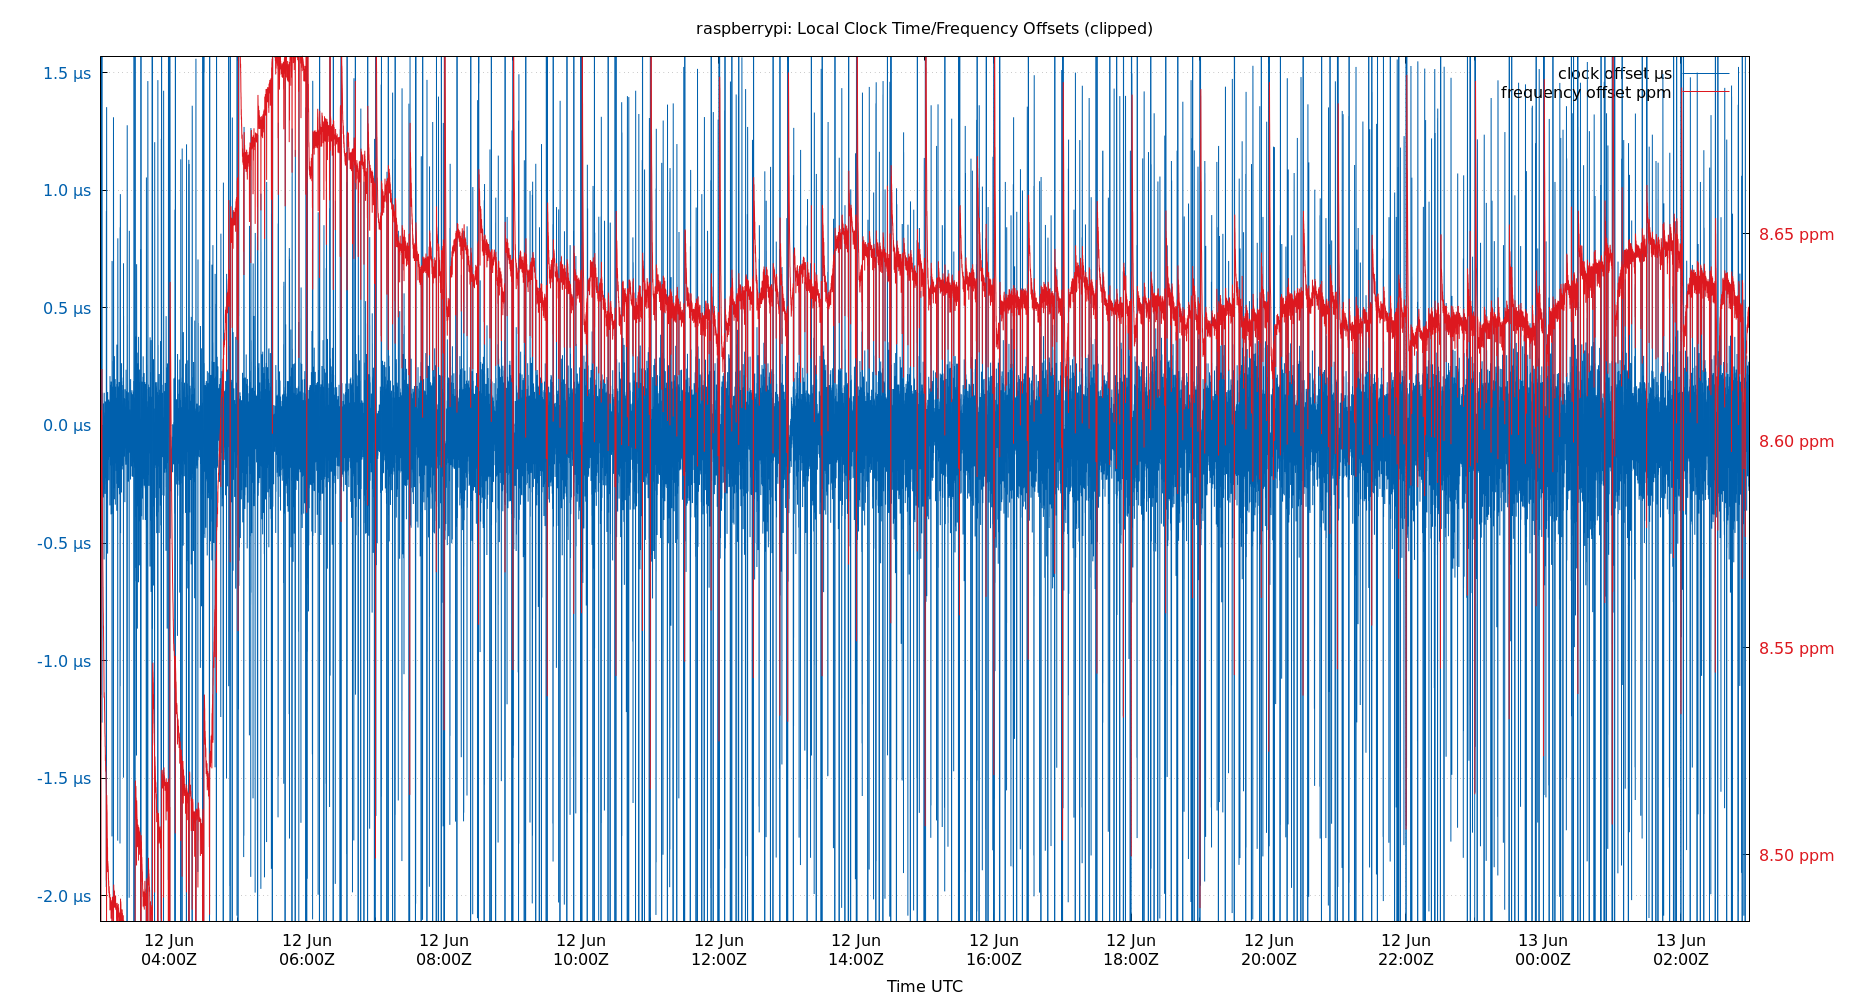 raspberrypi: Local Clock Time/Frequency Offsets (clipped)
clock offset µs
frequency offset ppm
1.5 µs
1.0 µs
0.5 µs
0.0 µs
-0.5 µs
-1.0 µs
-1.5 µs
-2.0 µs
8.65 ppm
8.60 ppm
8.55 ppm
8.50 ppm
12 Jun 12 Jun 12 Jun 12 Jun 12 Jun 12 Jun 12 Jun 12 Jun 12 Jun 12 Jun 13 Jun 13 Jun
04:00Z 06:00Z 08:00Z 10:00Z 12:00Z 14:00Z 16:00Z 18:00Z 20:00Z 22:00Z 00:00Z 02:00Z
Time UTC